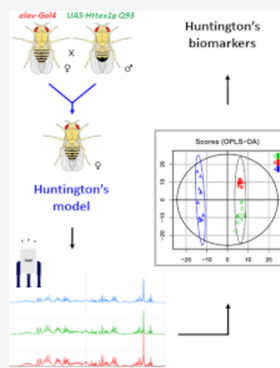 elav-Gal4 UAS-Httex1p Q93
X
♀ ♂
♀
Huntington's
model
Huntington's
biomarkers
Scores (OPLS-DA)
20
10
0
-10
-20
-20 -10 0 10 20